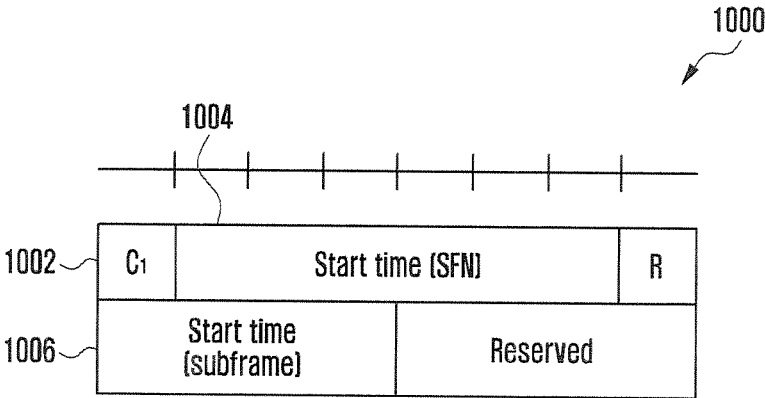 1000
1004
1002
C1
Start time (SFN)
R
1006
Start time
(subframe)
Reserved